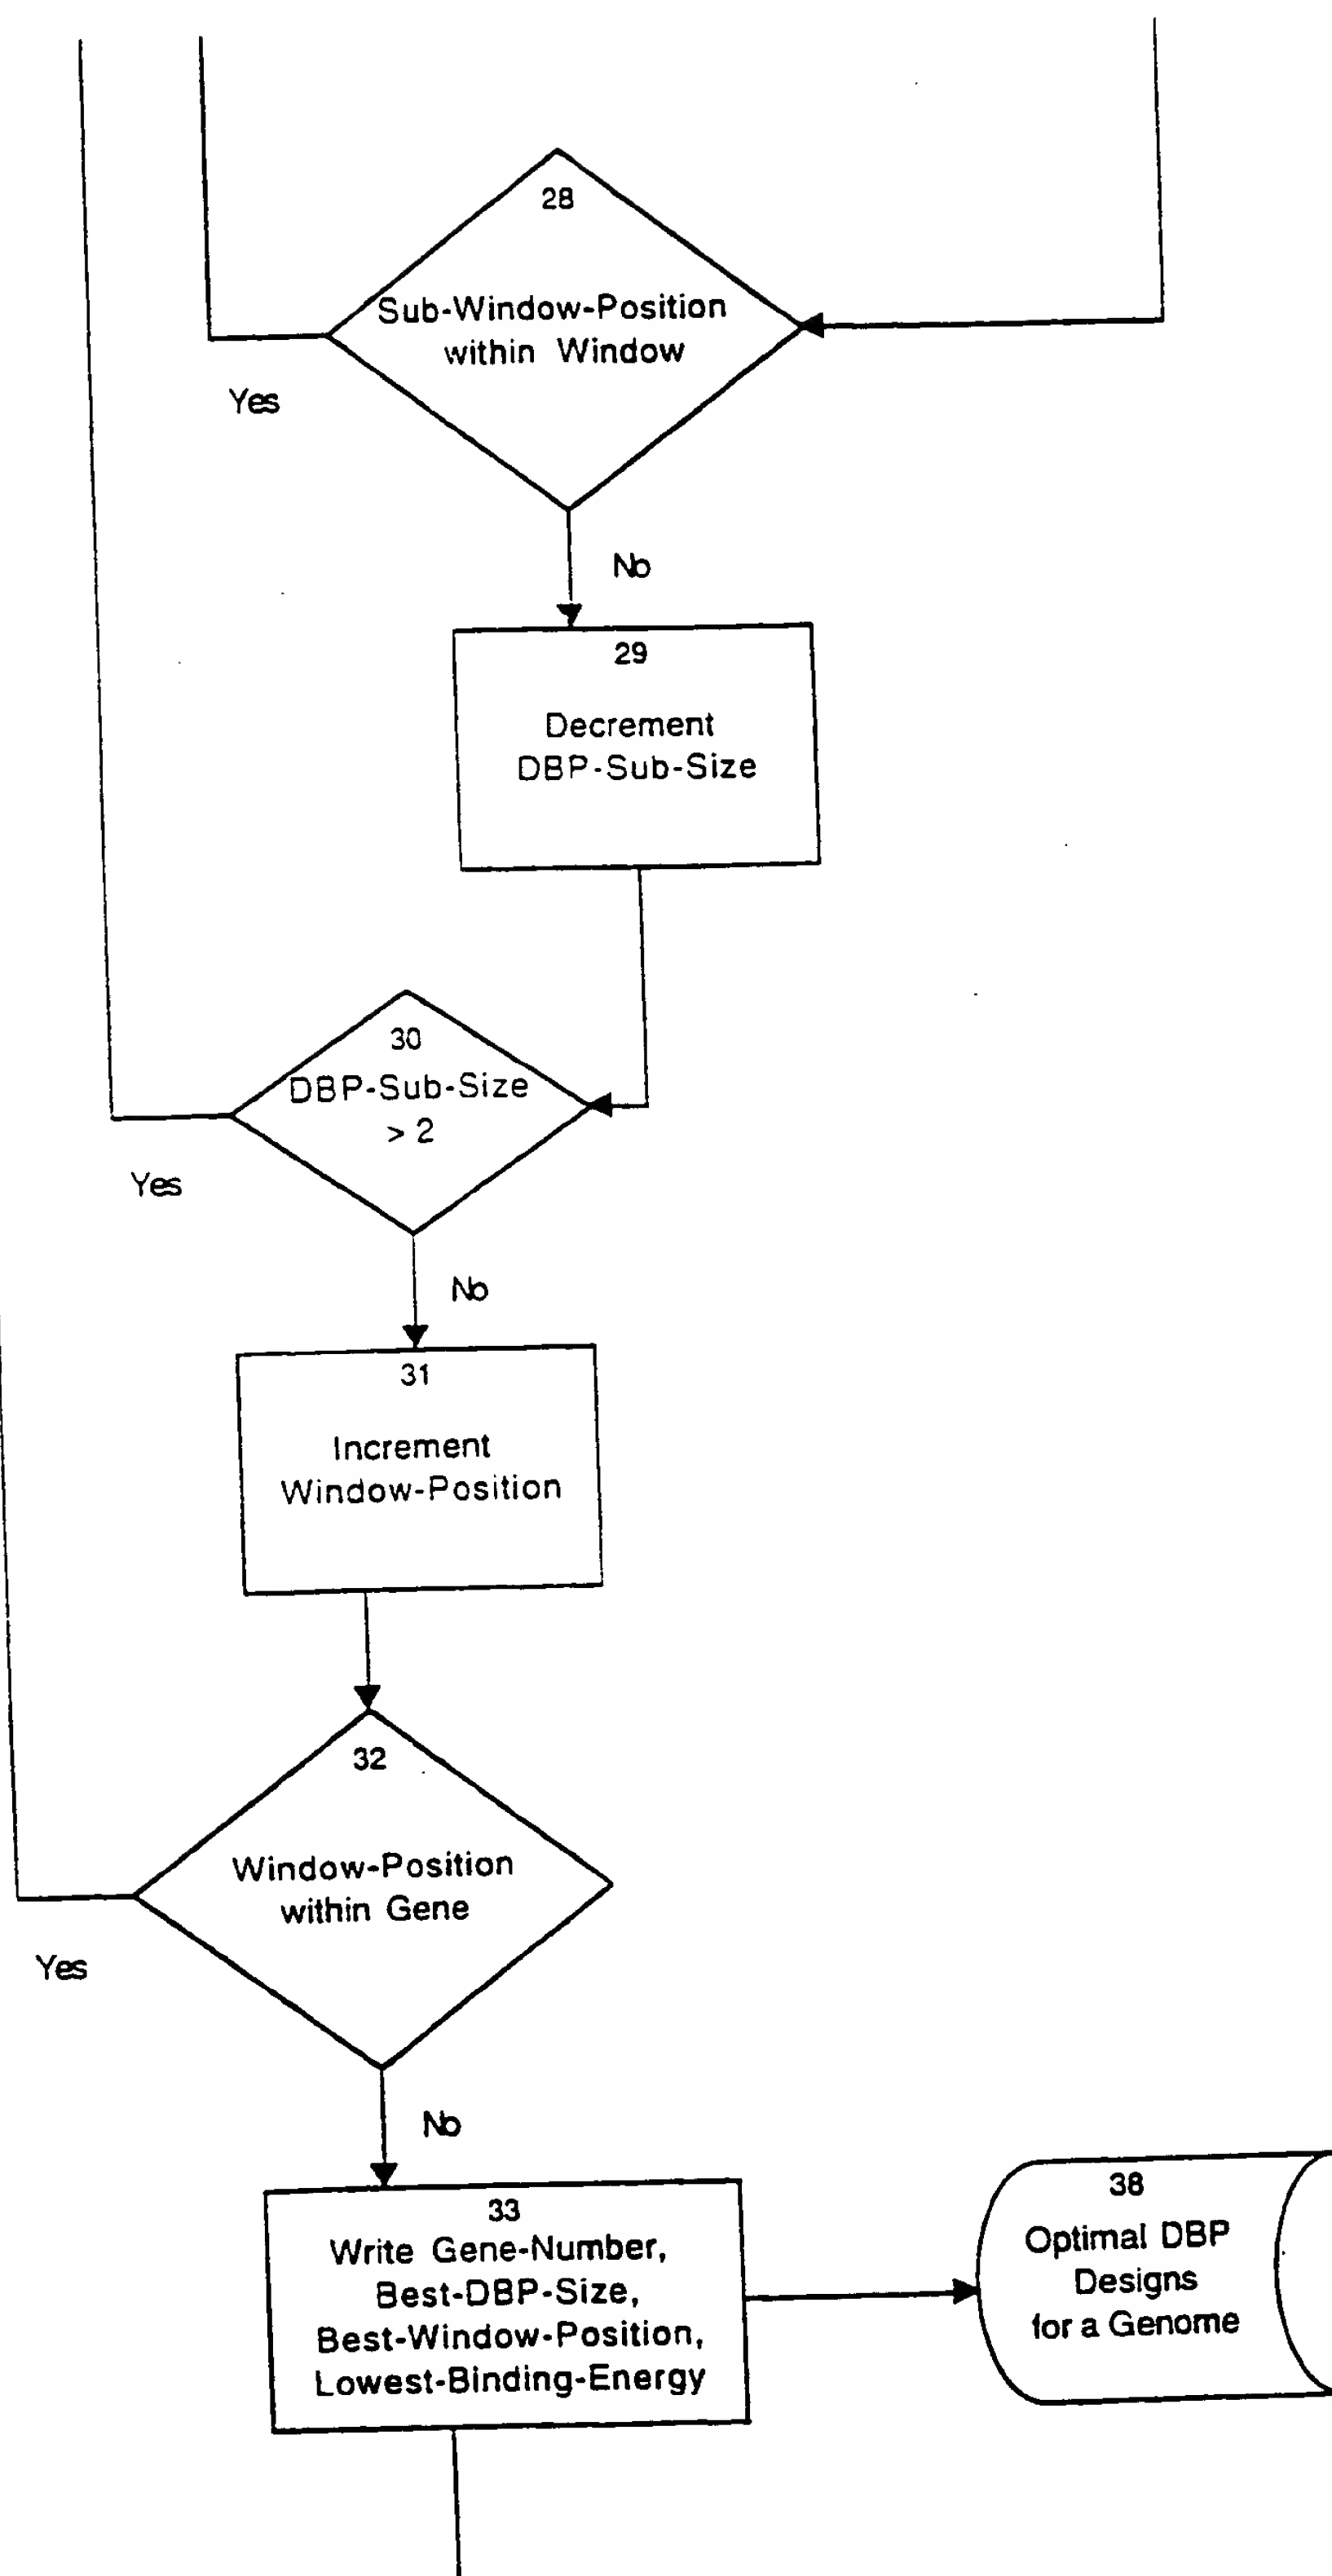 28
Sub-Window-Position
within Window
Yes
No
29
Decrement
DBP-Sub-Size
30
DBP-Sub-Size
> 2
Yes
No
31
Increment
Window-Position
32
Window-Position
within Gene
Yes
No
33
Write Gene-Number,
Best-DBP-Size,
Best-Window-Position,
Lowest-Binding-Energy
38
Optimal DBP
Designs
for a Genome